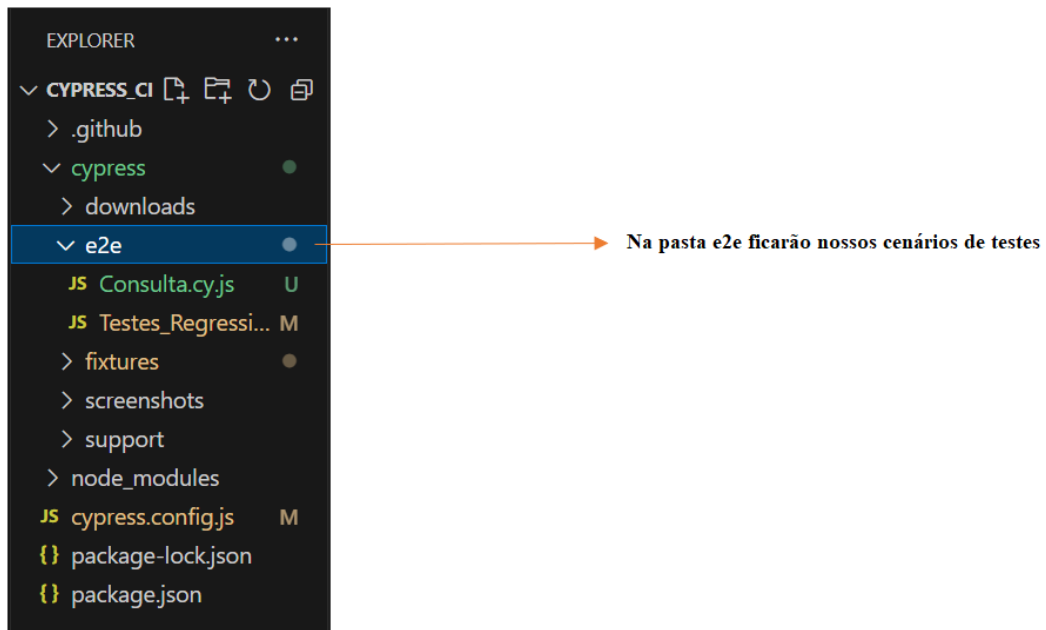 EXPLORER ...
CYPRESS_CI
.github
cypress
downloads
e2e
Na pasta e2e ficarão nossos cenários de testes
JS Consulta.cy.js U
JS Testes_Regressi... M
fixtures
screenshots
support
node_modules
JS cypress.config.js M
{} package-lock.json
{} package.json